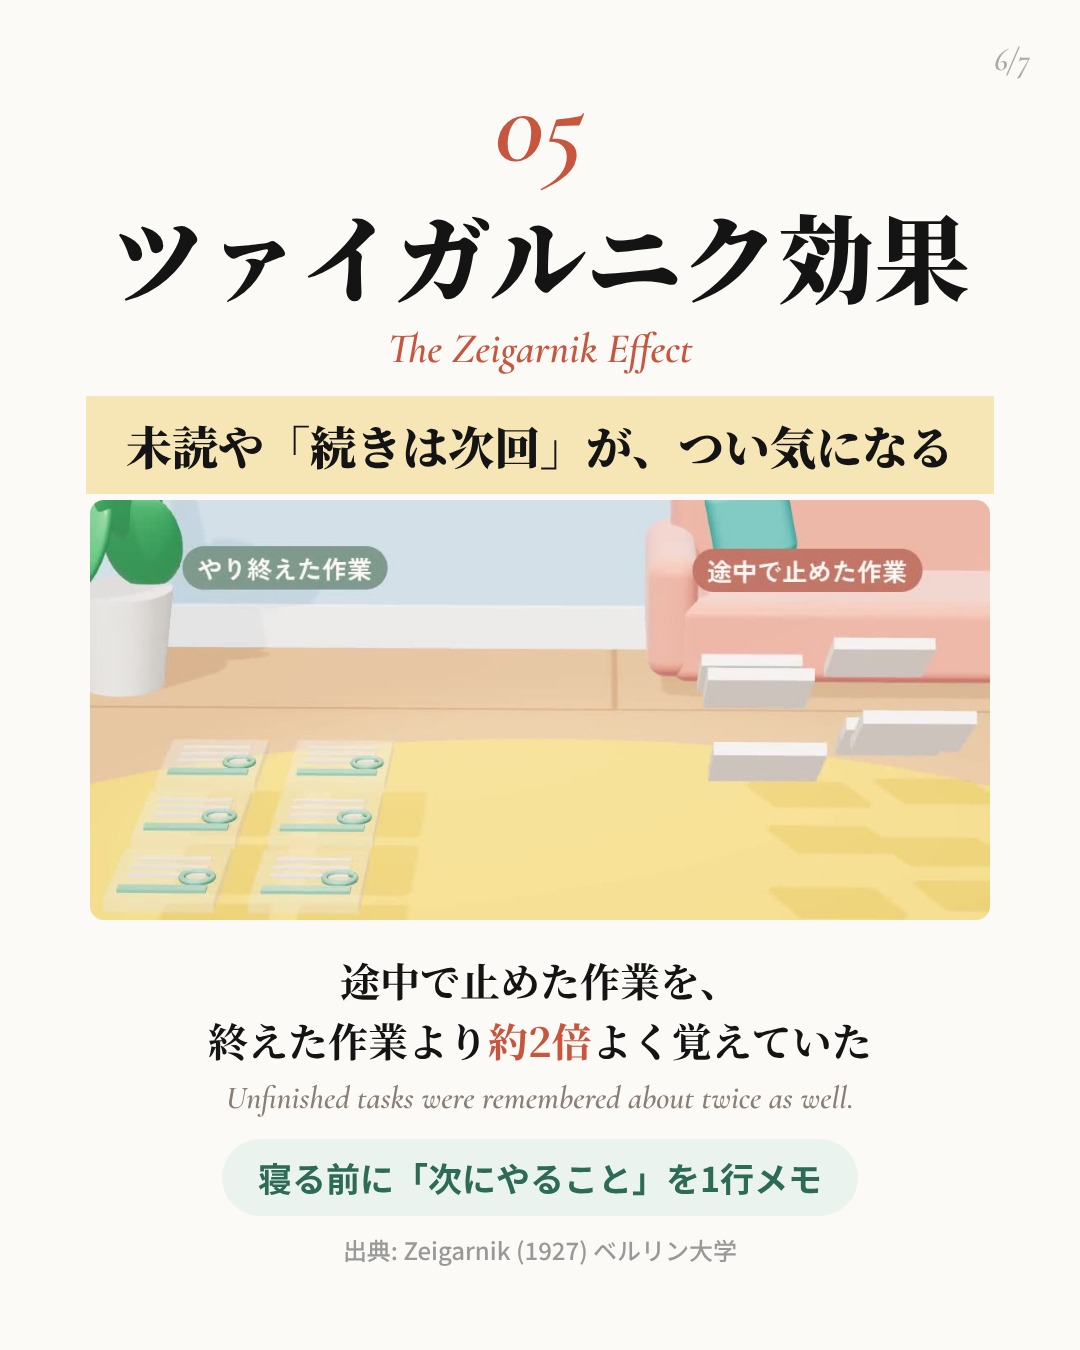 6/7
05
ツァイガルニク効果
The Zeigarnik Effect
未読や「続きは次回」が、つい気になる
やり終えた作業
途中で止めた作業
途中で止めた作業を、
終えた作業より約2倍よく覚えていた
Unfinished tasks were remembered about twice as well.
寝る前に「次にやること」を1行メモ
出典: Zeigarnik (1927) ベルリン大学